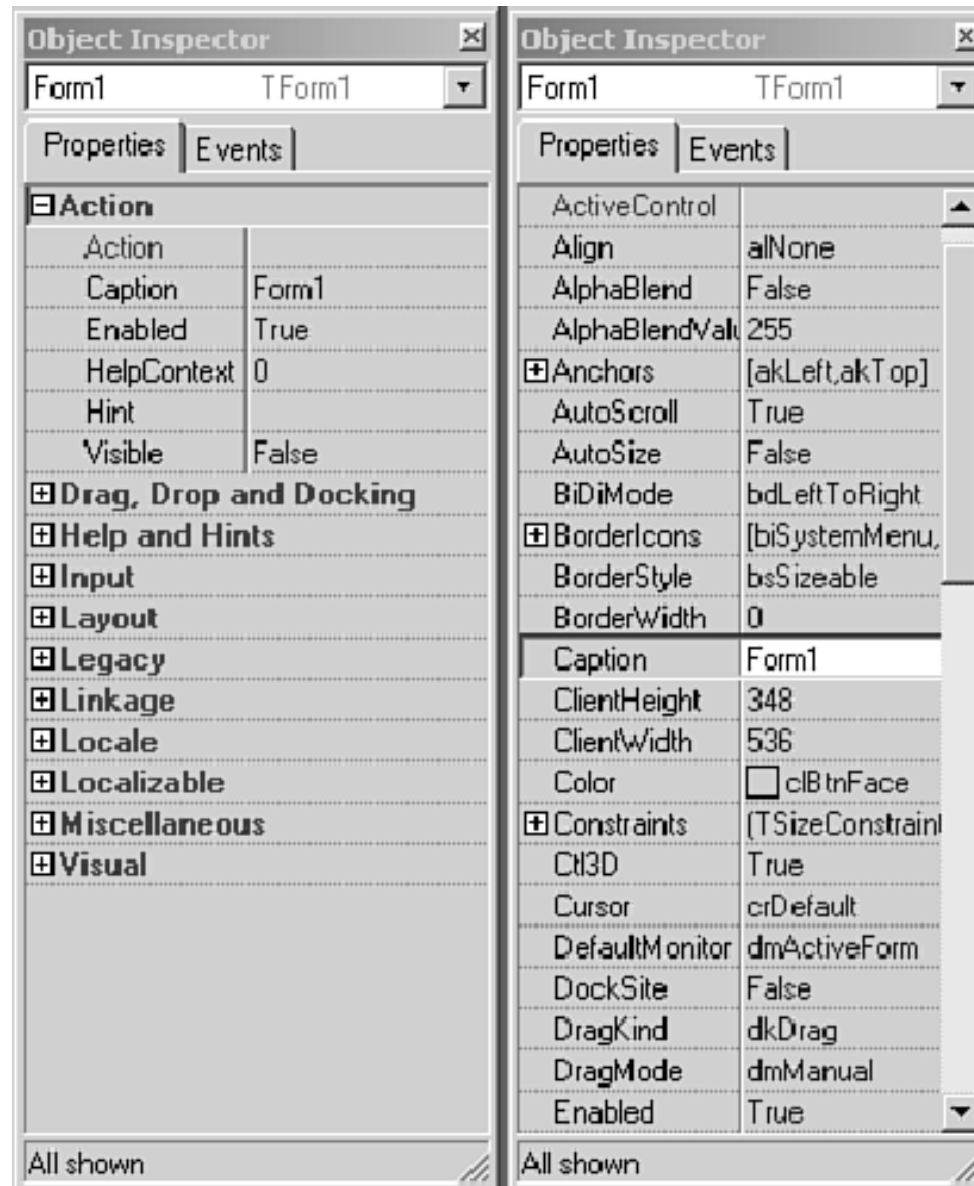 Object Inspector
Form1 TForm1
Properties Events
Action
Action
Caption Form1
Enabled True
HelpContext 0
Hint
Visible False
Drag, Drop and Docking
Help and Hints
Input
Layout
Legacy
Linkage
Locale
Localizable
Miscellaneous
Visual
All shown
Object Inspector
Form1 TForm1
Properties Events
ActiveControl
Align alNone
AlphaBlend False
AlphaBlendValu 255
Anchors [akLeft,akTop]
AutoScroll True
AutoSize False
BiDiMode bdLeftToRight
BorderIcons [biSystemMenu,
BorderStyle bsSizeable
BorderWidth 0
Caption Form1
ClientHeight 348
ClientWidth 536
Color clBtnFace
Constraints (TSizeConstraint
Ctl3D True
Cursor crDefault
DefaultMonitor dmActiveForm
DockSite False
DragKind dkDrag
DragMode dmManual
Enabled True
All shown